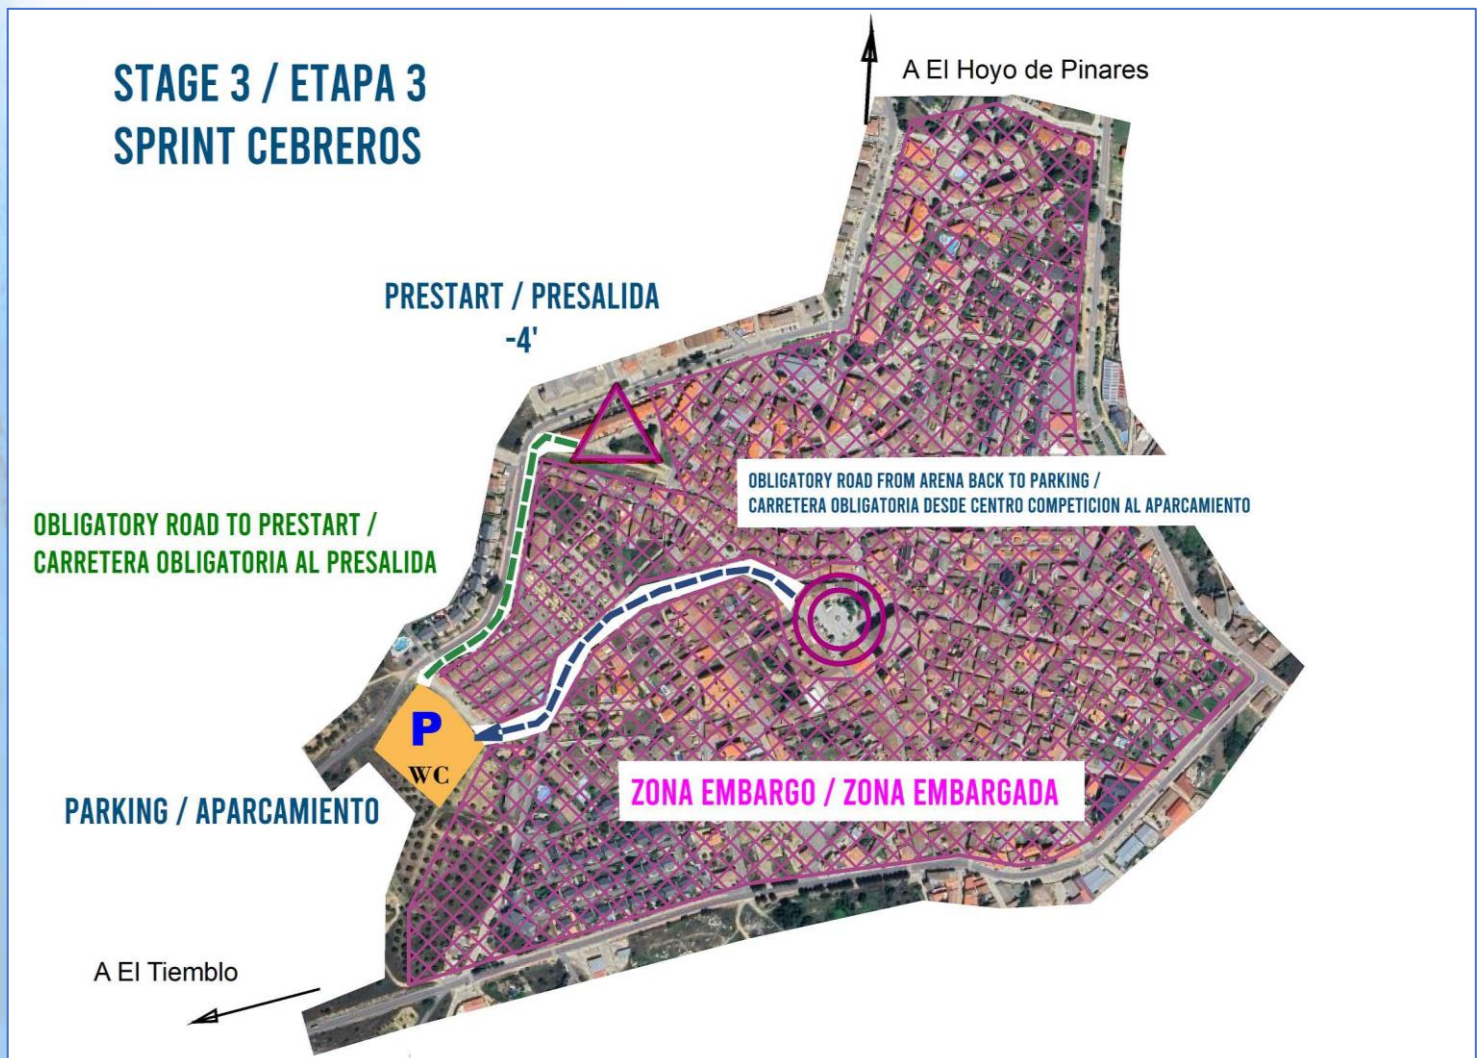 STAGE 3 / ETAPA 3
SPRINT CEBREROS
A El Hoyo de Pinares
PRESTART / PRESALIDA
-4'
OBLIGATORY ROAD FROM ARENA BACK TO PARKING /
CARRETERA OBLIGATORIA DESDE CENTRO COMPETICION AL APARCAMIENTO
OBLIGATORY ROAD TO PRESTART /
CARRETERA OBLIGATORIA AL PRESALIDA
P
WC
PARKING / APARCAMIENTO
ZONA EMBARGO / ZONA EMBARGADA
A El Tiemblo